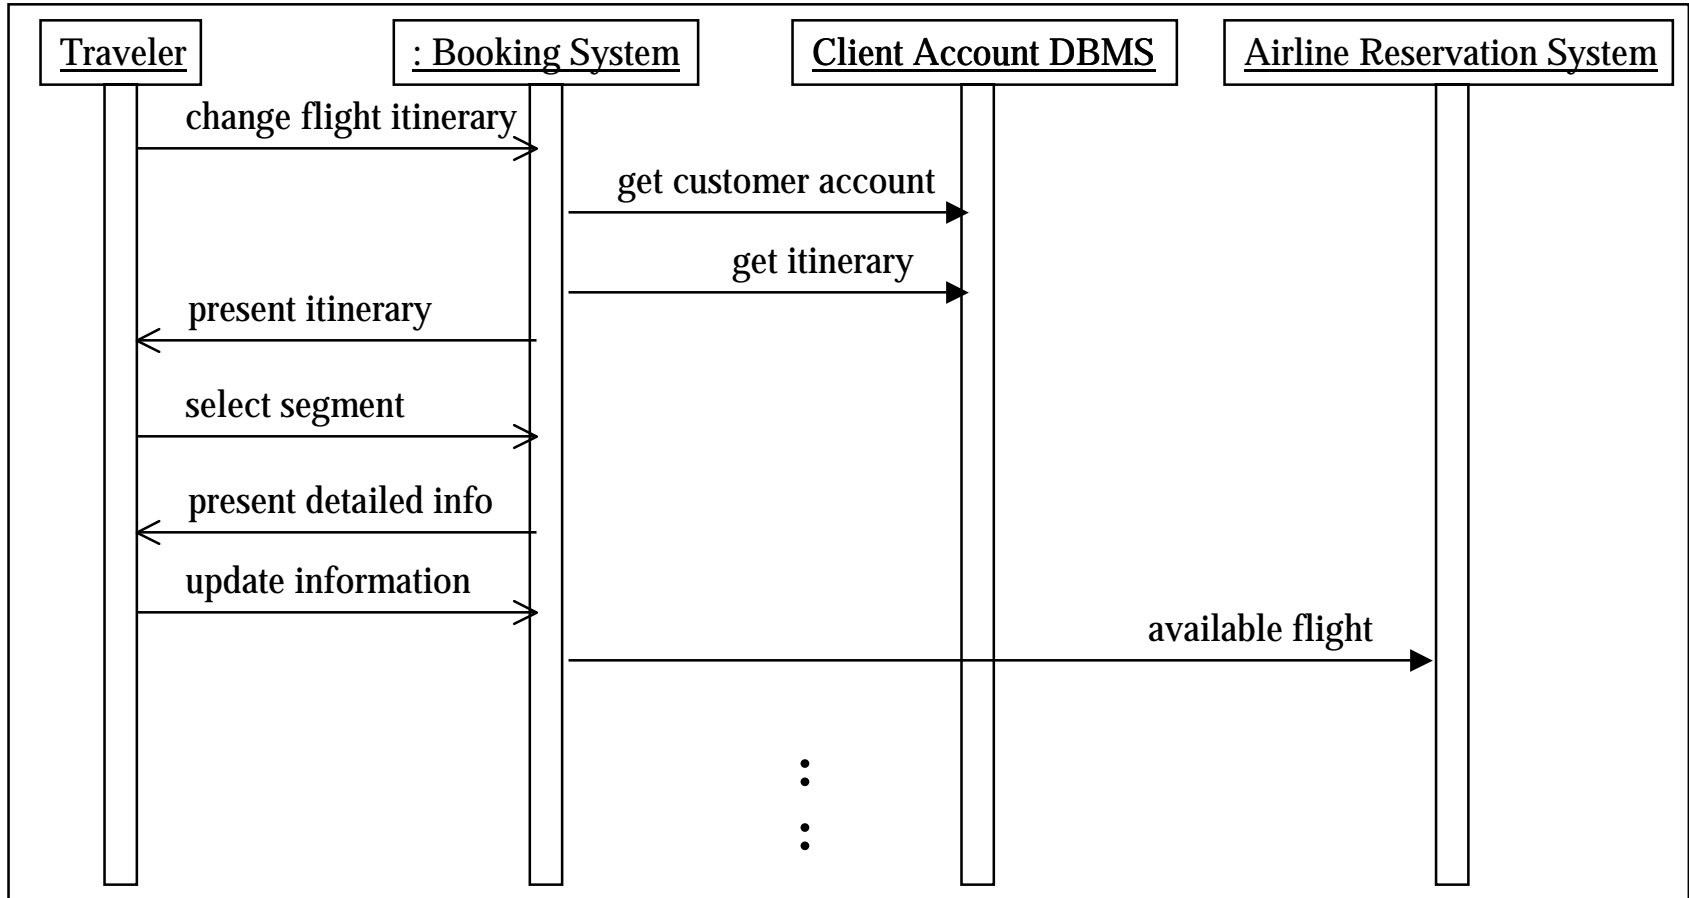 Traveler
: Booking System
Client Account DBMS
Airline Reservation System
change flight itinerary
get customer account
get itinerary
present itinerary
select segment
present detailed info
update information
available flight